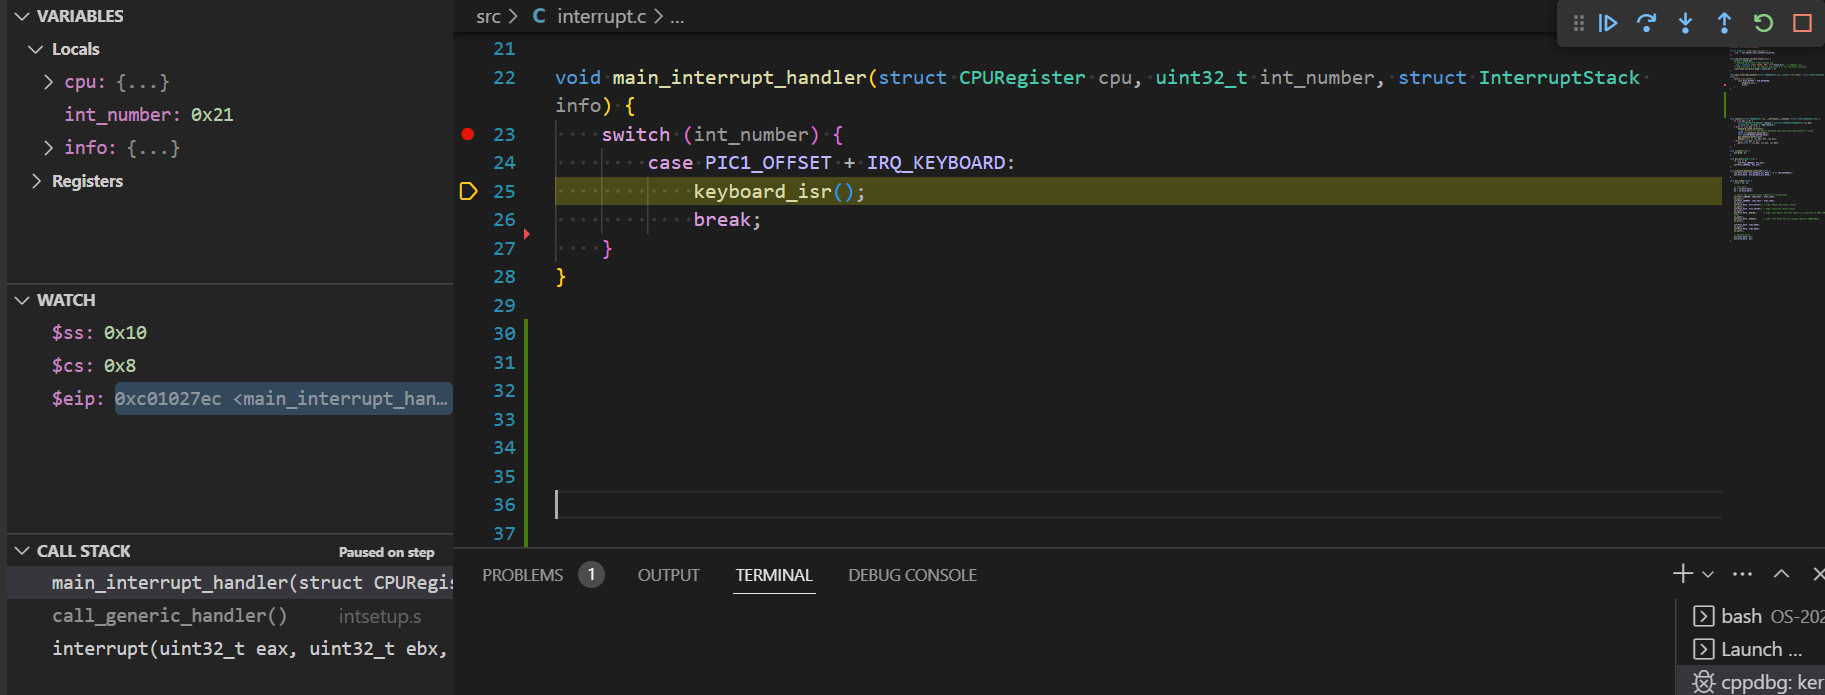 VARIABLES
Locals
cpu: {...}
int_number: 0x21
info: {...}
Registers
WATCH
$ss: 0x10
$cs: 0x8
$eip: 0xc01027ec <main_interrupt_han…
CALL STACK Paused on step
main_interrupt_handler(struct CPURegis
call_generic_handler() intsetup.s
interrupt(uint32_t eax, uint32_t ebx,
src > C interrupt.c > ...
21
22 void main_interrupt_handler(struct CPURegister cpu, uint32_t int_number, struct InterruptStack
info) {
23 switch (int_number) {
24 case PIC1_OFFSET + IRQ_KEYBOARD:
25 keyboard_isr();
26 break;
27 }
28 }
29
30
31
32
33
34
35
36
37
PROBLEMS 1 OUTPUT TERMINAL DEBUG CONSOLE
bash OS-202
Launch ...
cppdbg: ker